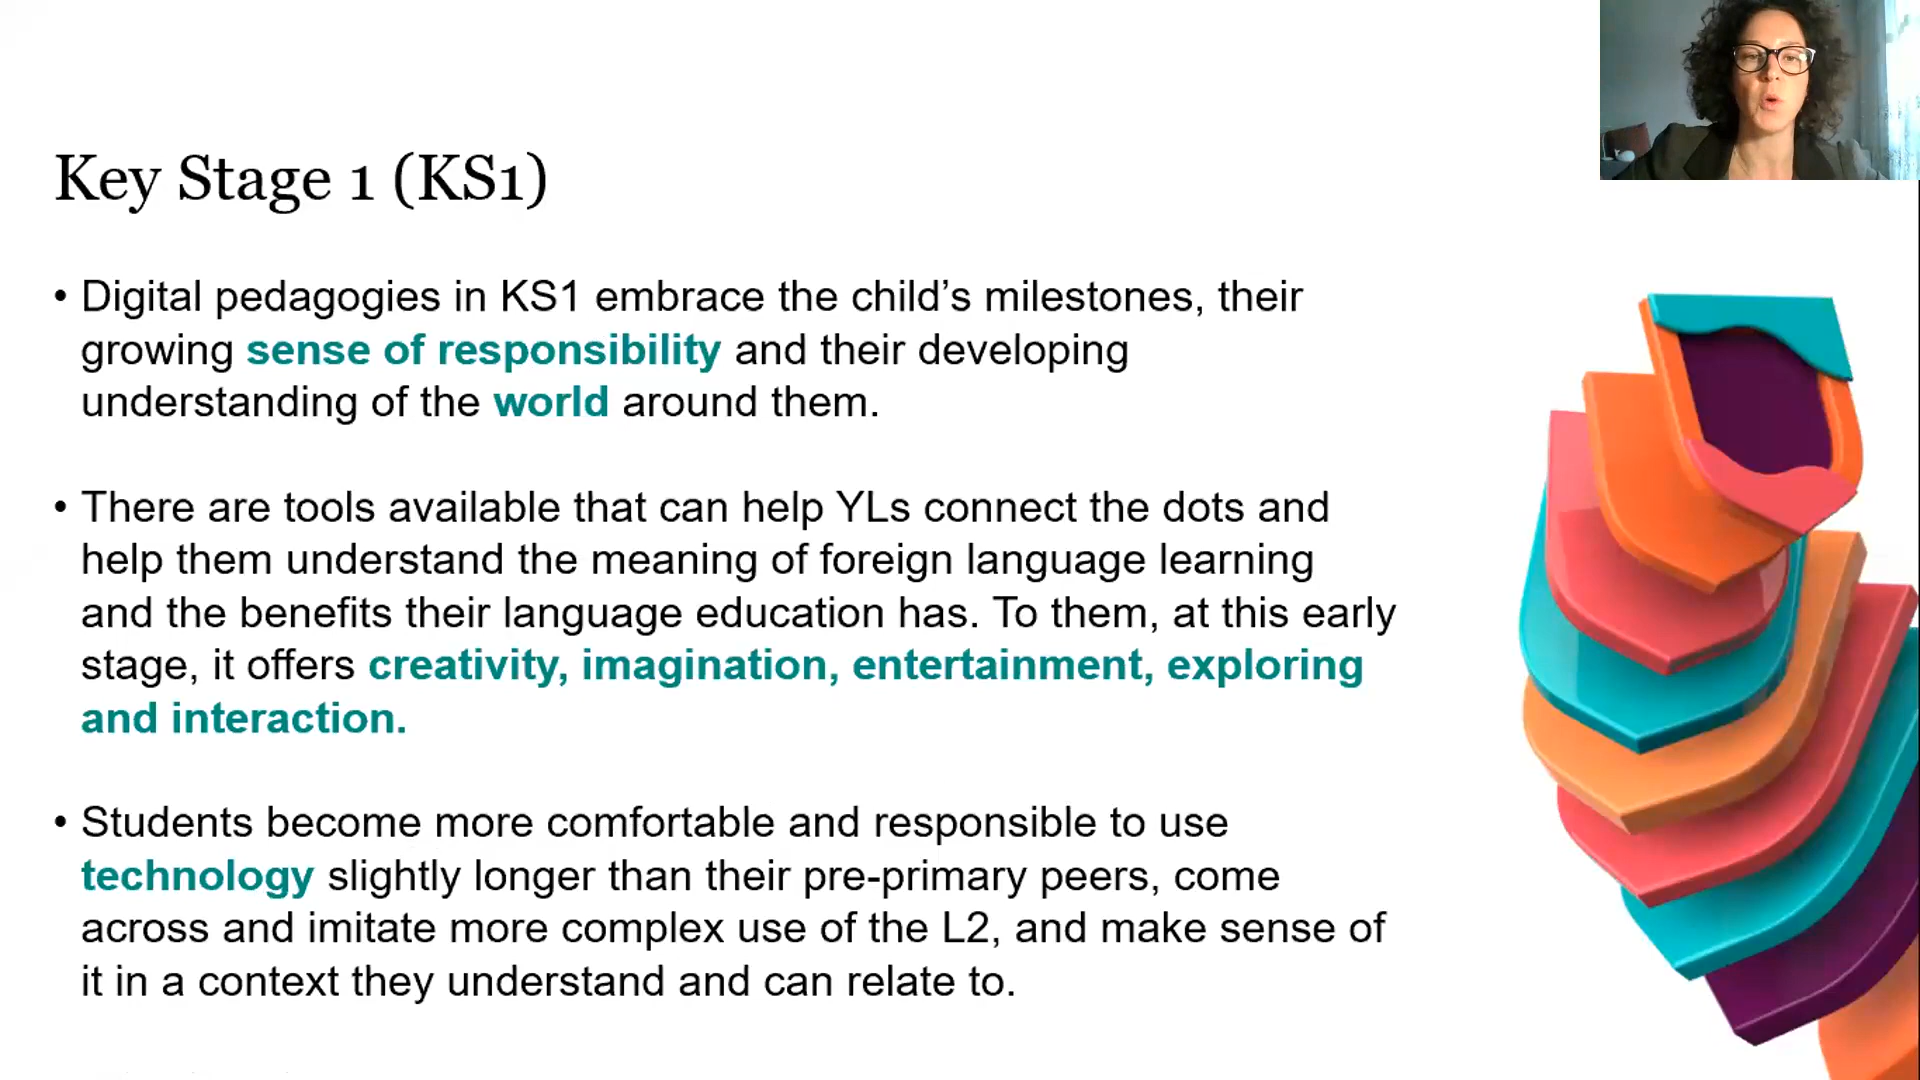 Key Stage 1 (KS1)
• Digital pedagogies in KS1 embrace the child’s milestones, their
growing sense of responsibility and their developing
understanding of the world around them.
• There are tools available that can help YLs connect the dots and
help them understand the meaning of foreign language learning
and the benefits their language education has. To them, at this early
stage, it offers creativity, imagination, entertainment, exploring
and interaction.
• Students become more comfortable and responsible to use
technology slightly longer than their pre-primary peers, come
across and imitate more complex use of the L2, and make sense of
it in a context they understand and can relate to.